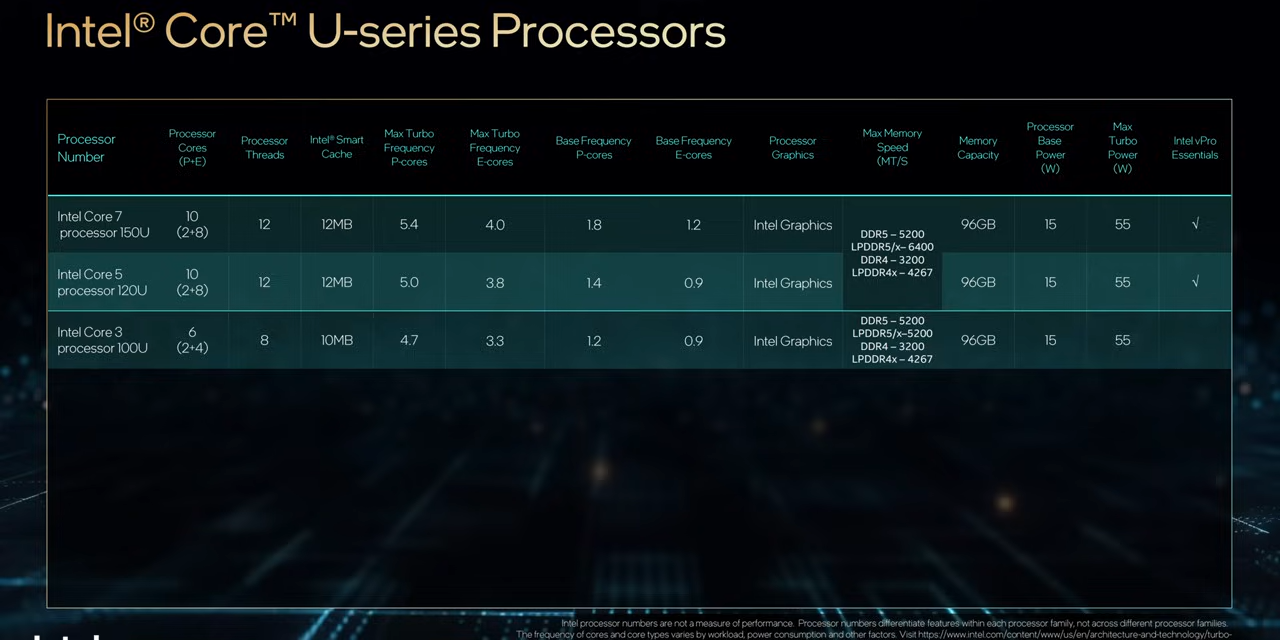 Intel® Core™ U-series Processors
Processor Number
Processor Cores (P+E)
Processor Threads
Intel® Smart Cache
Max Turbo Frequency P-cores
Max Turbo Frequency E-cores
Base Frequency P-cores
Base Frequency E-cores
Processor Graphics
Max Memory Speed (MT/S
Memory Capacity
Processor Base Power (W)
Max Turbo Power (W)
Intel vPro Essentials
Intel Core 7 processor 150U
10 (2+8)
12
12MB
5.4
4.0
1.8
1.2
Intel Graphics
DDR5 – 5200
LPDDR5/x– 6400
DDR4 – 3200
LPDDR4x – 4267
96GB
15
55
√
Intel Core 5 processor 120U
10 (2+8)
12
12MB
5.0
3.8
1.4
0.9
Intel Graphics
96GB
15
55
√
Intel Core 3 processor 100U
6 (2+4)
8
10MB
4.7
3.3
1.2
0.9
Intel Graphics
DDR5 – 5200
LPDDR5/x–5200
DDR4 – 3200
LPDDR4x – 4267
96GB
15
55
Intel processor numbers are not a measure of performance. Processor numbers differentiate features within each processor family, not across different processor families.
The frequency of cores and core types varies by workload, power consumption and other factors. Visit https://www.intel.com/content/www/us/en/architecture-and-technology/turbo-